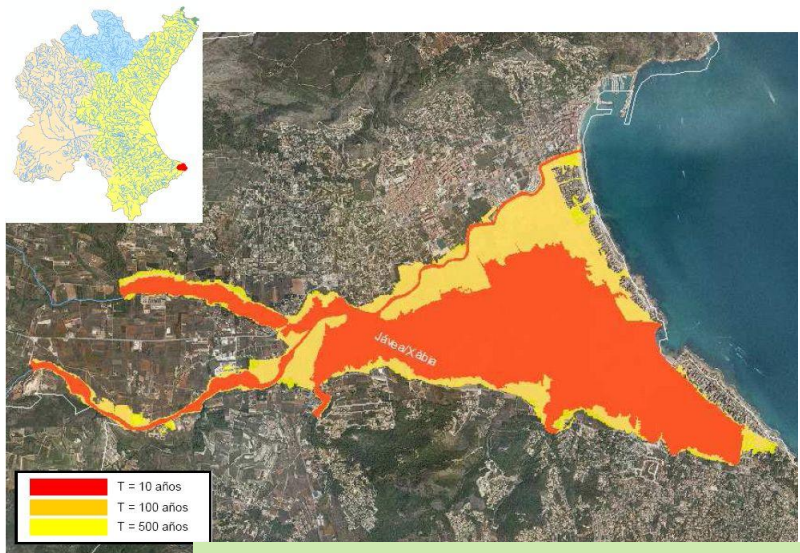 Jávea/Xàbia
T = 10 años
T = 100 años
T = 500 años